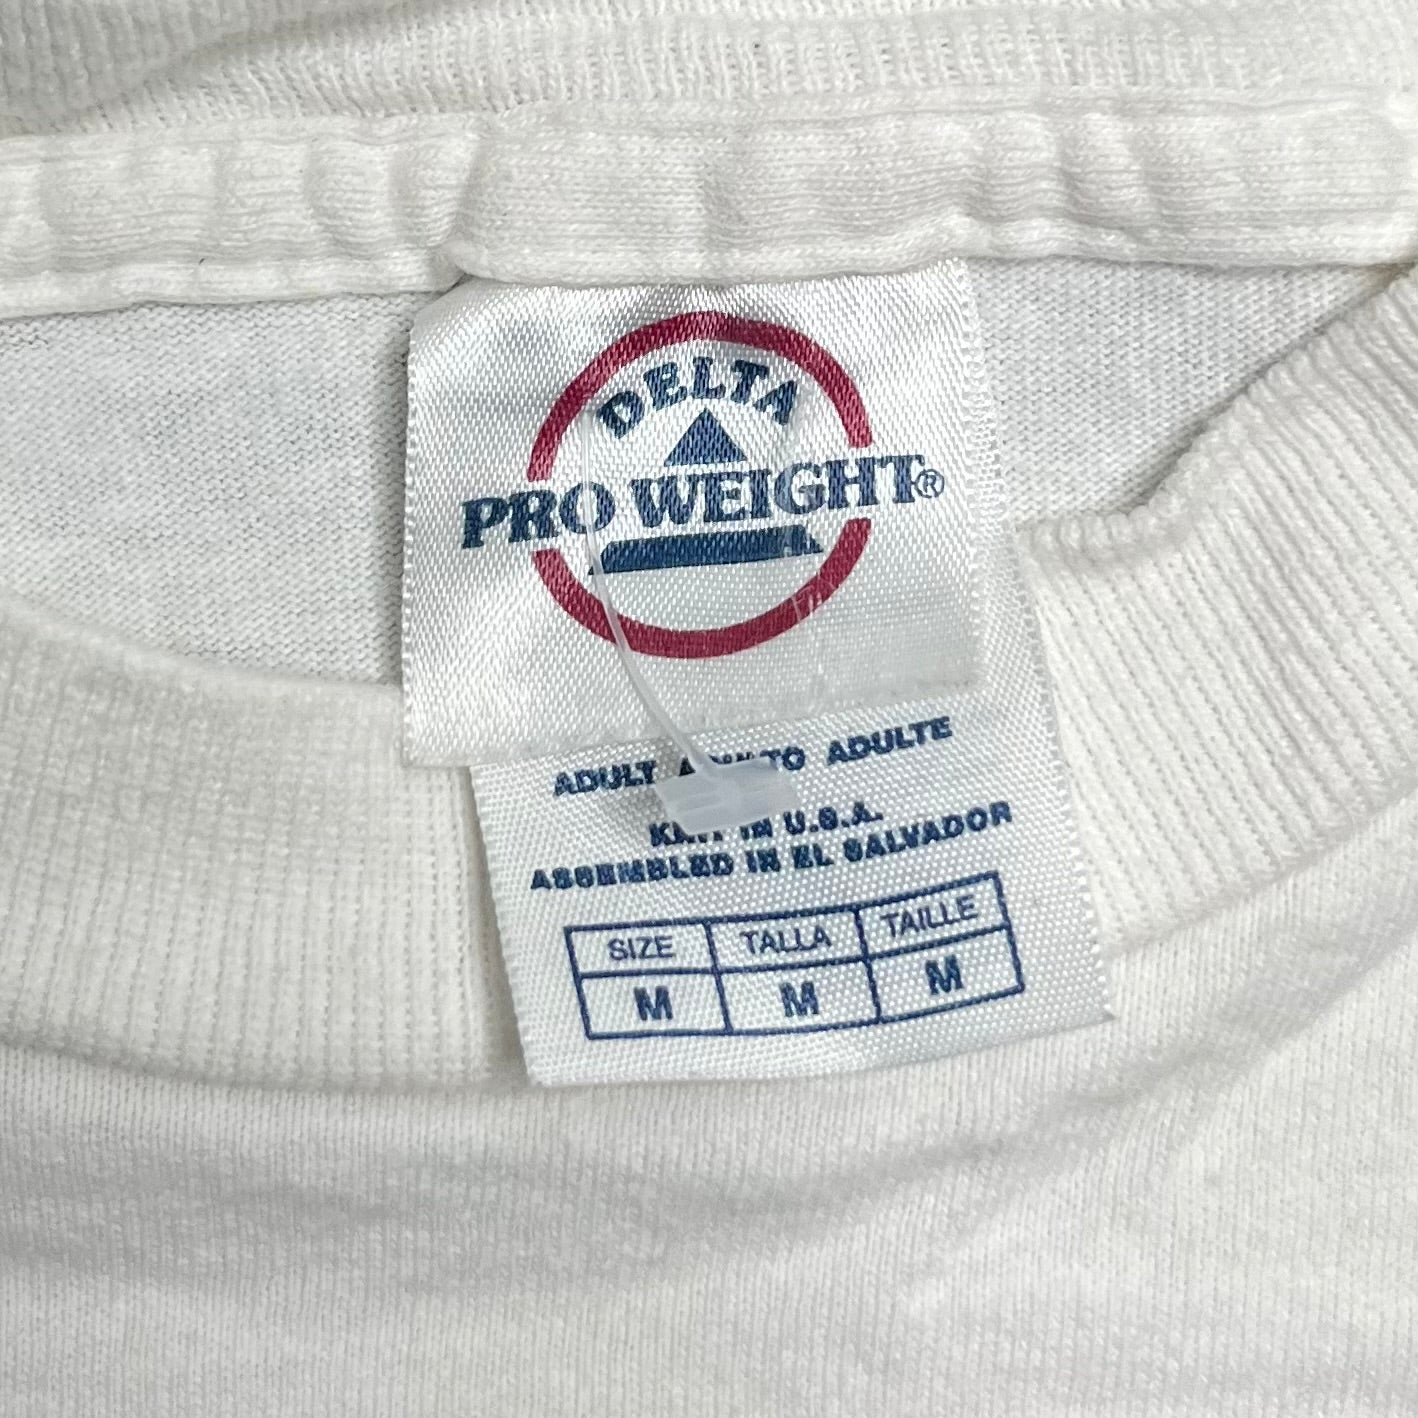 DELTA
PRO WEIGHT®
ADULT ADULTO ADULTE
KNIT IN U.S.A.
ASSEMBLED IN EL SALVADOR
SIZE TALLA TAILLE
M M M